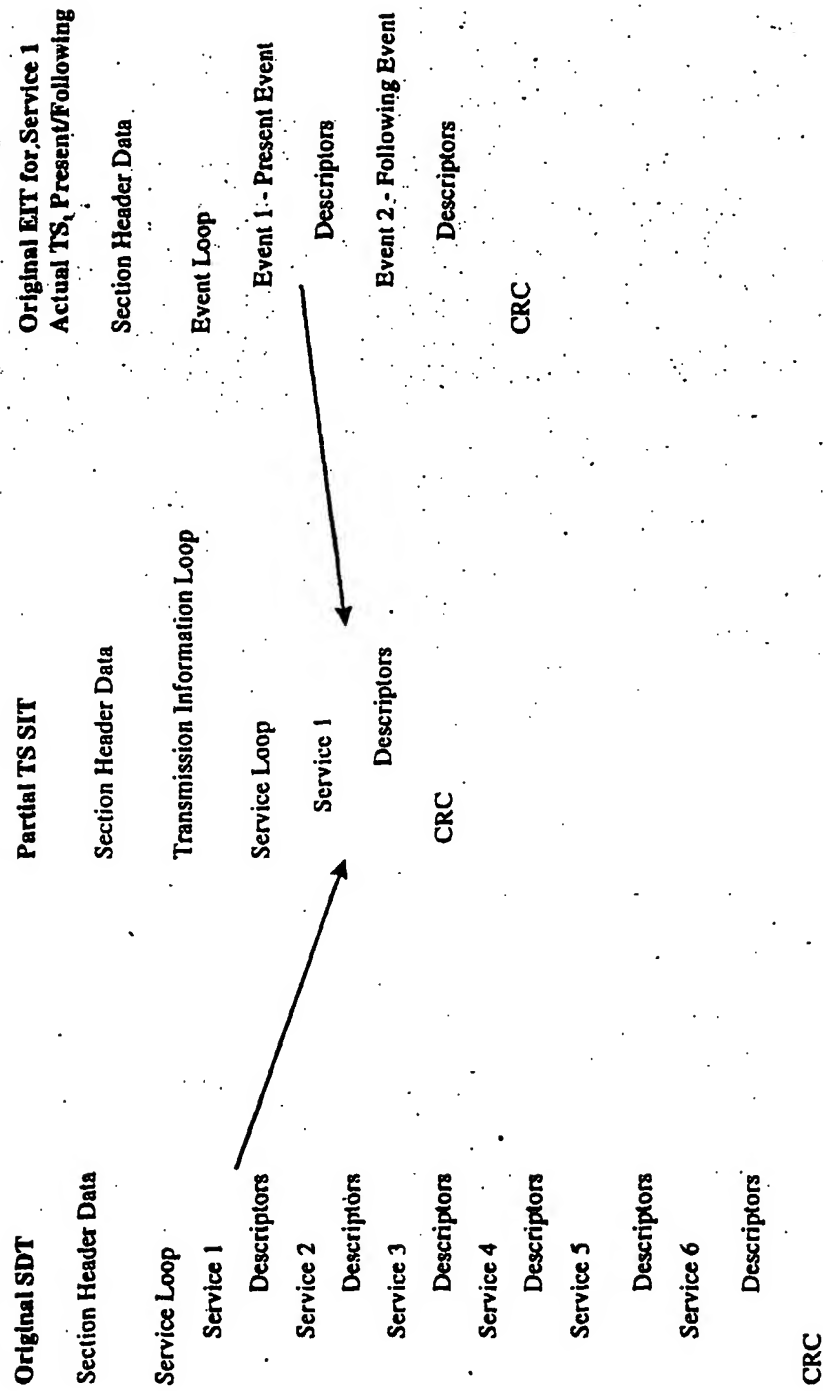 Original SDT
Section Header Data
Service Loop
Service 1
Descriptors
Service 2
Descriptors
Service 3
Descriptors
Service 4
Descriptors
Service 5
Descriptors
Service 6
Descriptors
CRC
Partial TS SIT
Section Header Data
Transmission Information Loop
Service Loop
Service 1
Descriptors
CRC
Original EIT for Service 1
Actual TS, Present/Following
Section Header Data
Event Loop
Event 1 - Present Event
Descriptors
Event 2 - Following Event
Descriptors
CRC